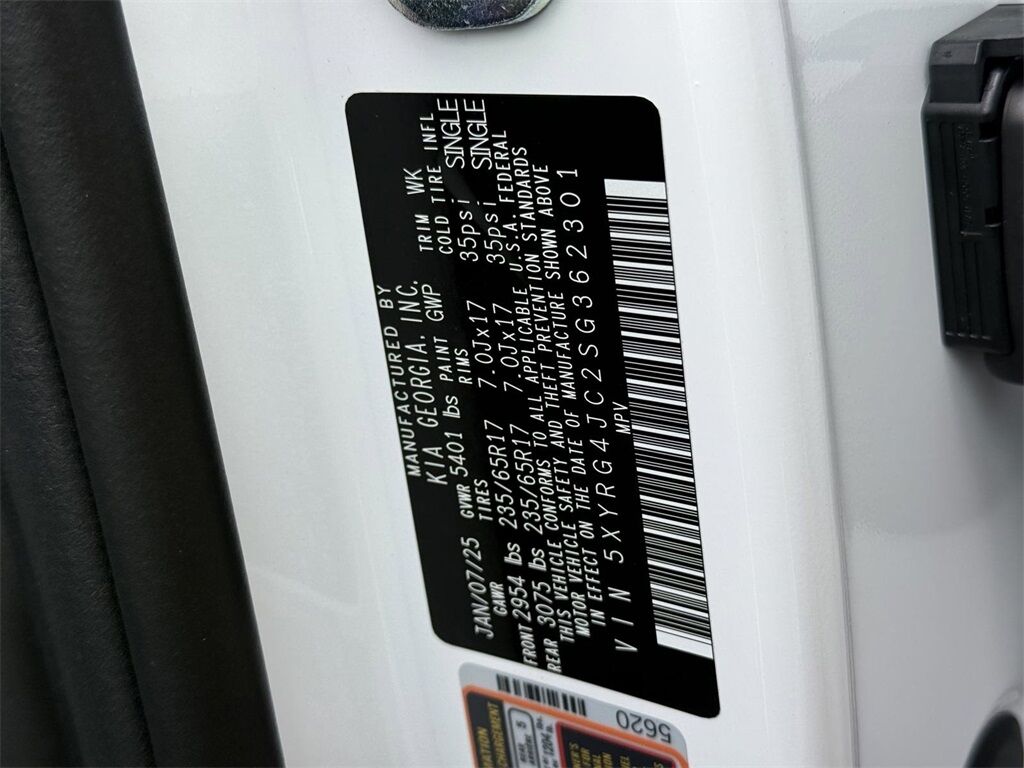 MANUFACTURED BY
KIA GEORGIA, INC.
JAN/07/25 GVWR 5401 lbs PAINT GWP TRIM WK
GAWR TIRES RIMS COLD TIRE INFL
FRONT 2954 lbs 235/65R17 7.0Jx17 35psi SINGLE
REAR 3075 lbs 235/65R17 7.0Jx17 35psi SINGLE
THIS VEHICLE CONFORMS TO ALL APPLICABLE U.S.A. FEDERAL
MOTOR VEHICLE SAFETY AND THEFT PREVENTION STANDARDS
IN EFFECT ON THE DATE OF MANUFACTURE SHOWN ABOVE
VIN 5XYRG4JC2SG362301
MPV
5620